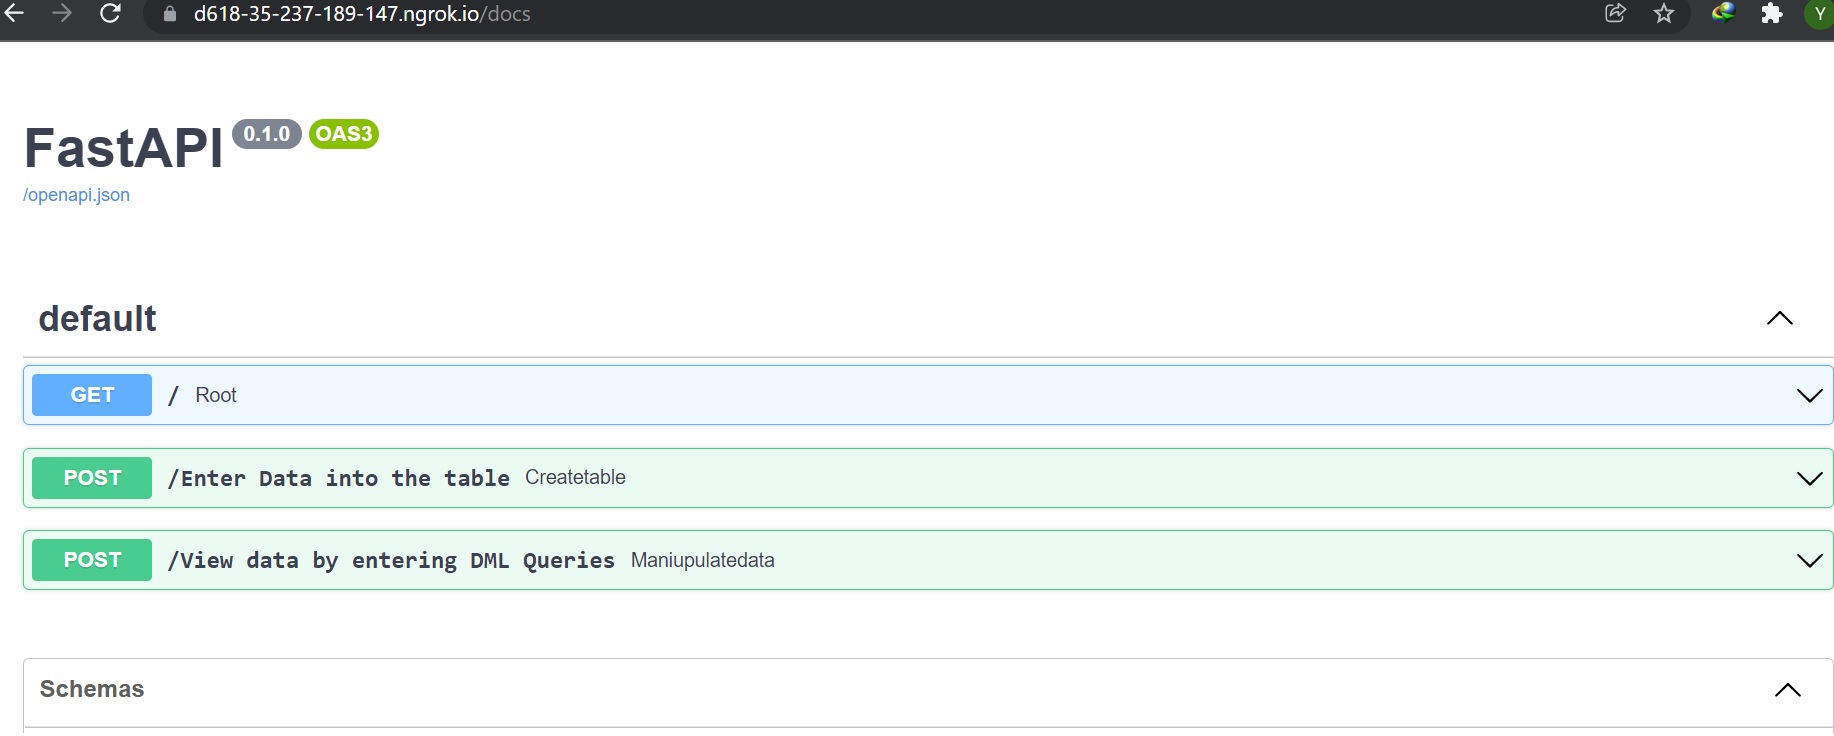 d618-35-237-189-147.ngrok.io/docs
Y
FastAPI 0.1.0 OAS3
/openapi.json
default
GET / Root
POST /Enter Data into the table Createtable
POST /View data by entering DML Queries Maniupulatedata
Schemas